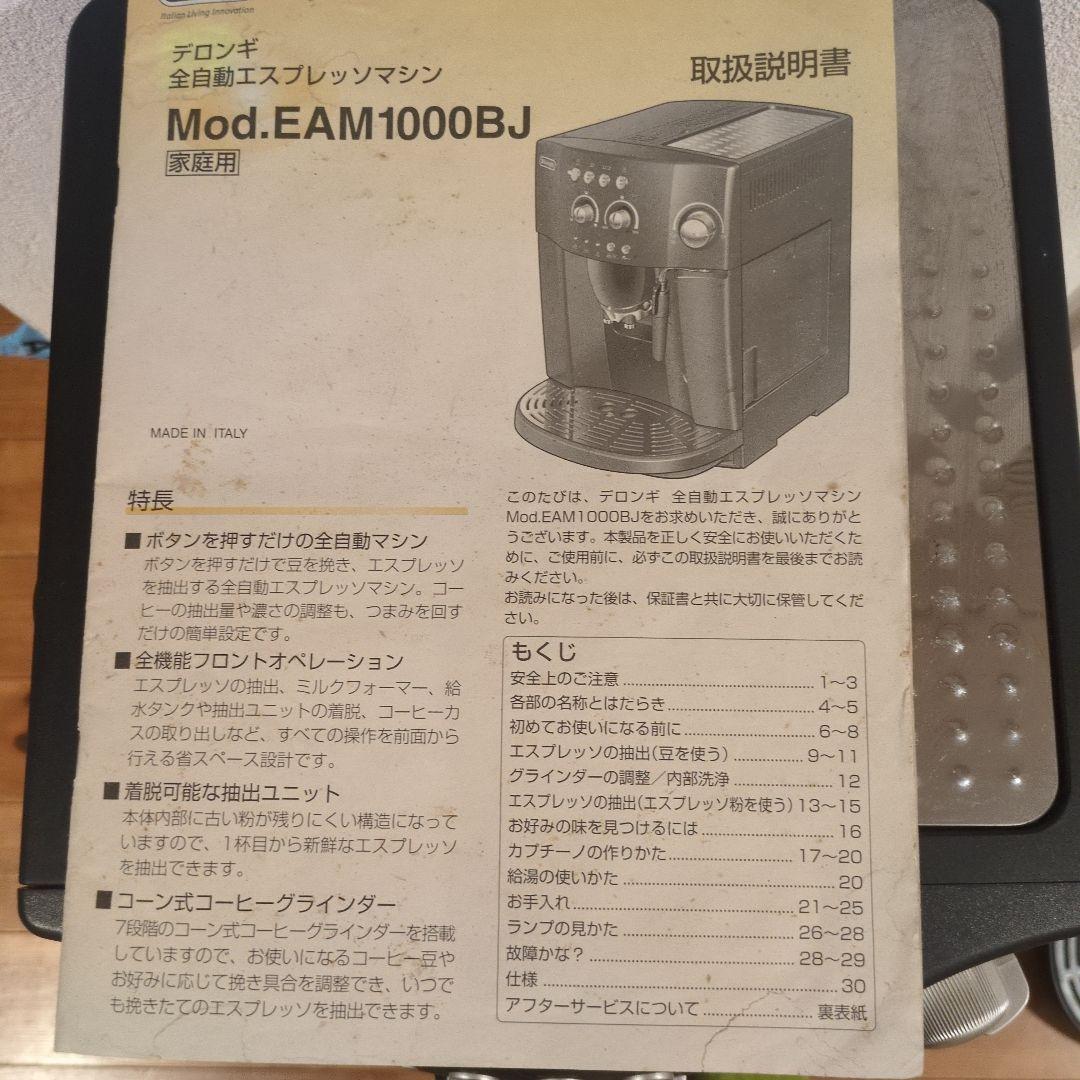 Italian Living Innovation
デロンギ
全自動エスプレッソマシン
Mod.EAM1000BJ
家庭用
取扱説明書
MADE IN ITALY
特長
■ボタンを押すだけの全自動マシン
ボタンを押すだけで豆を挽き、エスプレッソ
を抽出する全自動エスプレッソマシン。コー
ヒーの抽出量や濃さの調整も、つまみを回す
だけの簡単設定です。
■全機能フロントオペレーション
エスプレッソの抽出、ミルクフォーマー、給
水タンクや抽出ユニットの着脱、コーヒーカ
スの取り出しなど、すべての操作を前面から
行える省スペース設計です。
■着脱可能な抽出ユニット
本体内部に古い粉が残りにくい構造になって
いますので、1杯目から新鮮なエスプレッソ
を抽出できます。
■コーン式コーヒーグラインダー
7段階のコーン式コーヒーグラインダーを搭載
していますので、お使いになるコーヒー豆や
お好みに応じて挽き具合を調整でき、いつで
も挽きたてのエスプレッソを抽出できます。
このたびは、デロンギ 全自動エスプレッソマシン
Mod.EAM1000BJをお求めいただき、誠にありがと
うございます。本製品を正しく安全にお使いいただくた
めに、ご使用前に、必ずこの取扱説明書を最後までお読
みください。
お読みになった後は、保証書と共に大切に保管してくだ
さい。
もくじ
安全上のご注意 ........ 1〜3
各部の名称とはたらき ........ 4〜5
初めてお使いになる前に ........ 6〜8
エスプレッソの抽出(豆を使う) ........ 9〜11
グラインダーの調整／内部洗浄 ........ 12
エスプレッソの抽出(エスプレッソ粉を使う) 13〜15
お好みの味を見つけるには ........ 16
カプチーノの作りかた ........ 17〜20
給湯の使いかた ........ 20
お手入れ ........ 21〜25
ランプの見かた ........ 26〜28
故障かな？ ........ 28〜29
仕様 ........ 30
アフターサービスについて ........ 裏表紙